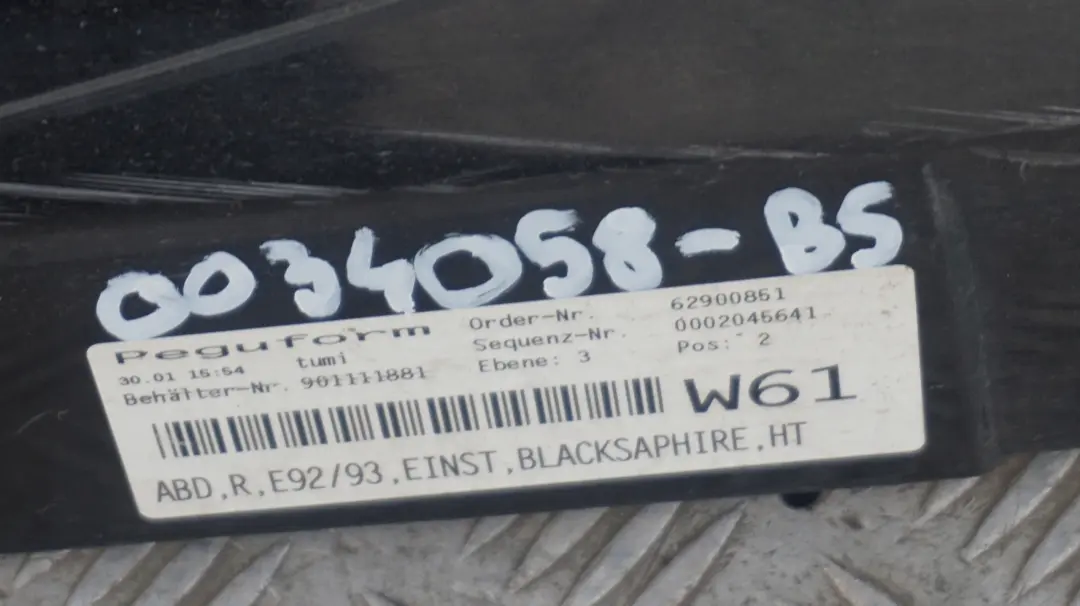 0034058-BS
Peguform
Order-Nr. 62900851
30.01 15:54 tumi Sequenz-Nr. 0002045641
Behälter-Nr. 901111881 Ebene: 3 Pos: 2
W61
ABD,R,E92/93,EINST,BLACKSAPHIRE,HT